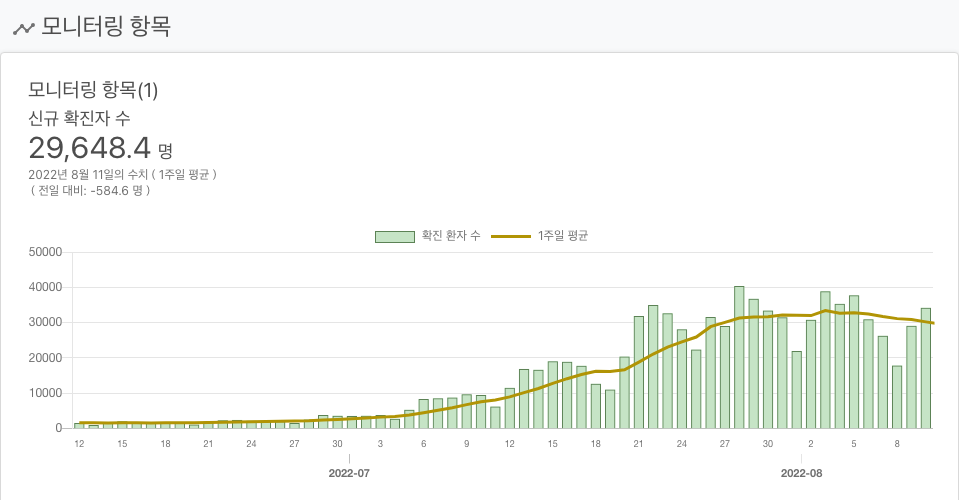 모니터링 항목
모니터링 항목(1)
신규 확진자 수
29,648.4 명
2022년 8월 11일의 수치 ( 1주일 평균 )
( 전일 대비: -584.6 명 )
확진 환자 수 1주일 평균
50000
40000
30000
20000
10000
0
12 15 18 21 24 27 30 3 6 9 12 15 18 21 24 27 30 2 5 8
2022-07 2022-08